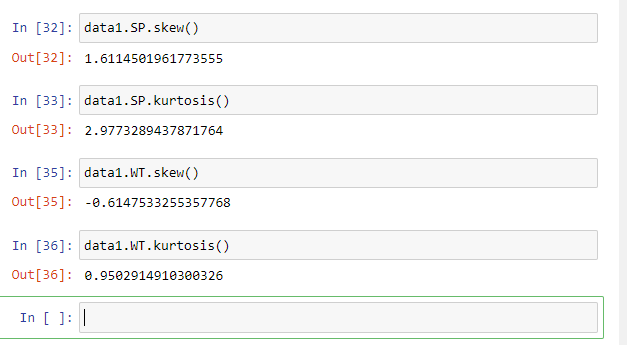 In [32]: data1.SP.skew()
Out[32]: 1.6114501961773555
In [33]: data1.SP.kurtosis()
Out[33]: 2.9773289437871764
In [35]: data1.WT.skew()
Out[35]: -0.6147533255357768
In [36]: data1.WT.kurtosis()
Out[36]: 0.9502914910300326
In [ ]: